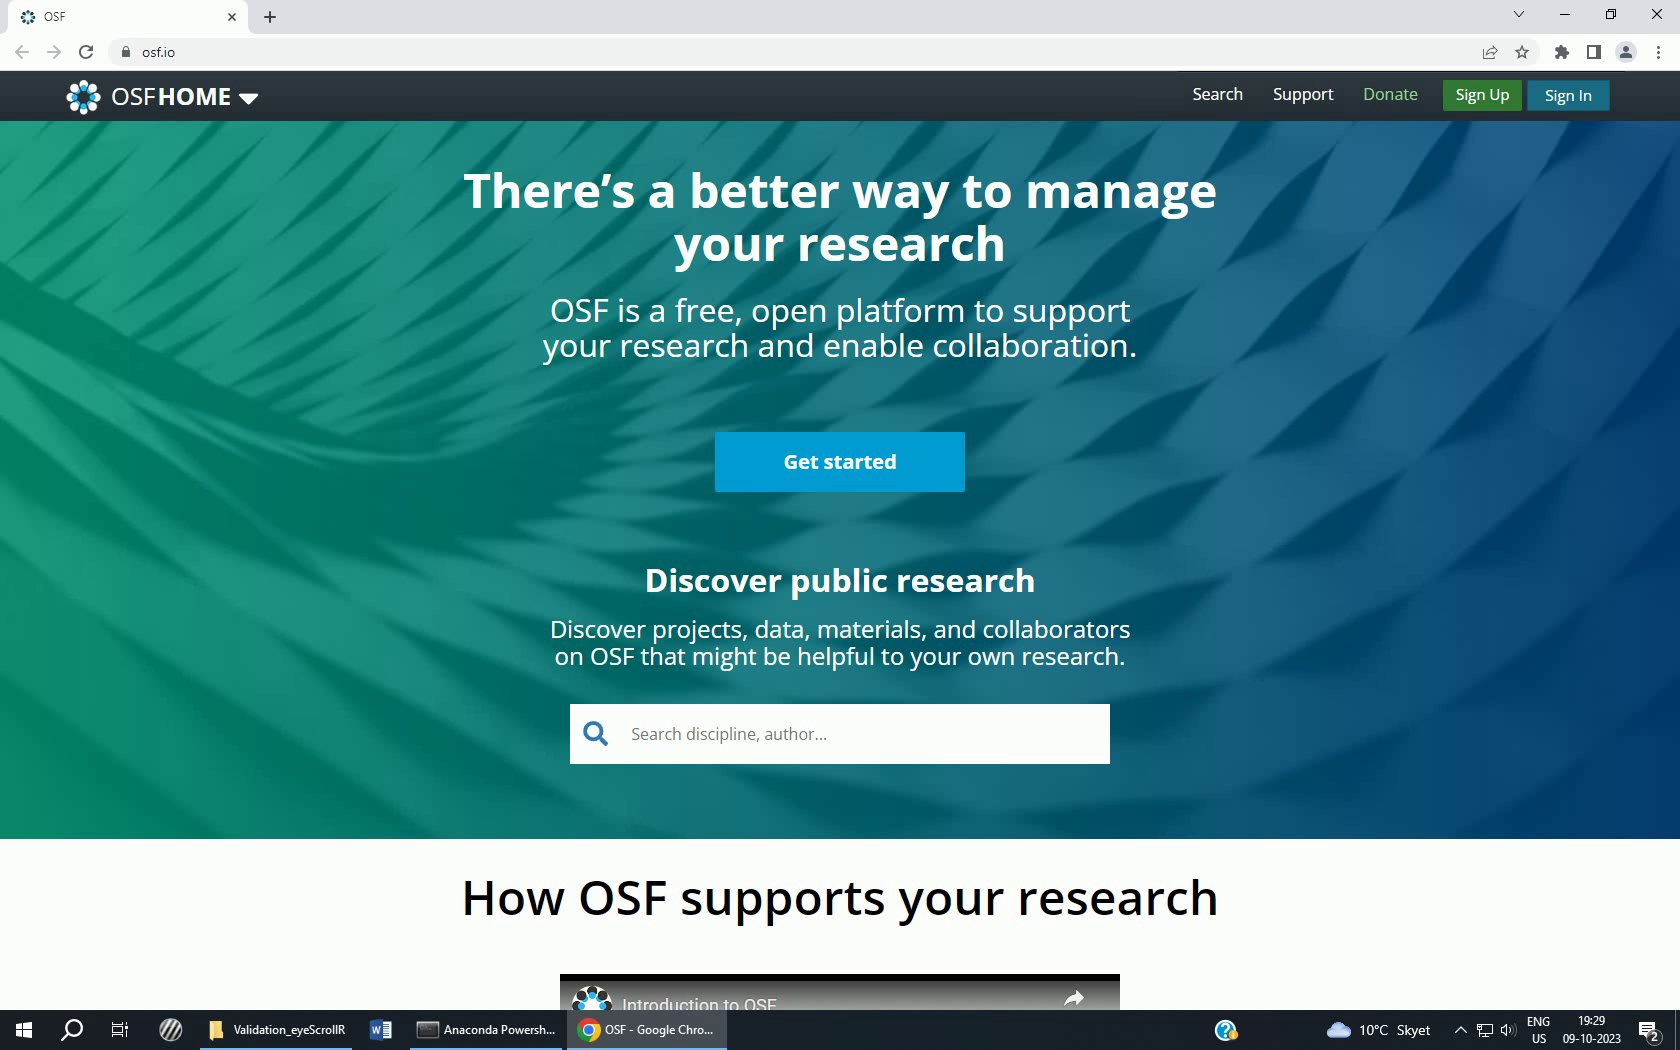 OSF
osf.io
OSFHOME
Search Support Donate Sign Up Sign In
There’s a better way to manage
your research
OSF is a free, open platform to support
your research and enable collaboration.
Get started
Discover public research
Discover projects, data, materials, and collaborators
on OSF that might be helpful to your own research.
Search discipline, author...
How OSF supports your research
Introduction to OSF
Validation_eyeScrollR
Anaconda Powersh...
OSF - Google Chro...
10°C Skyet
ENG
US
19:29
09-10-2023
2